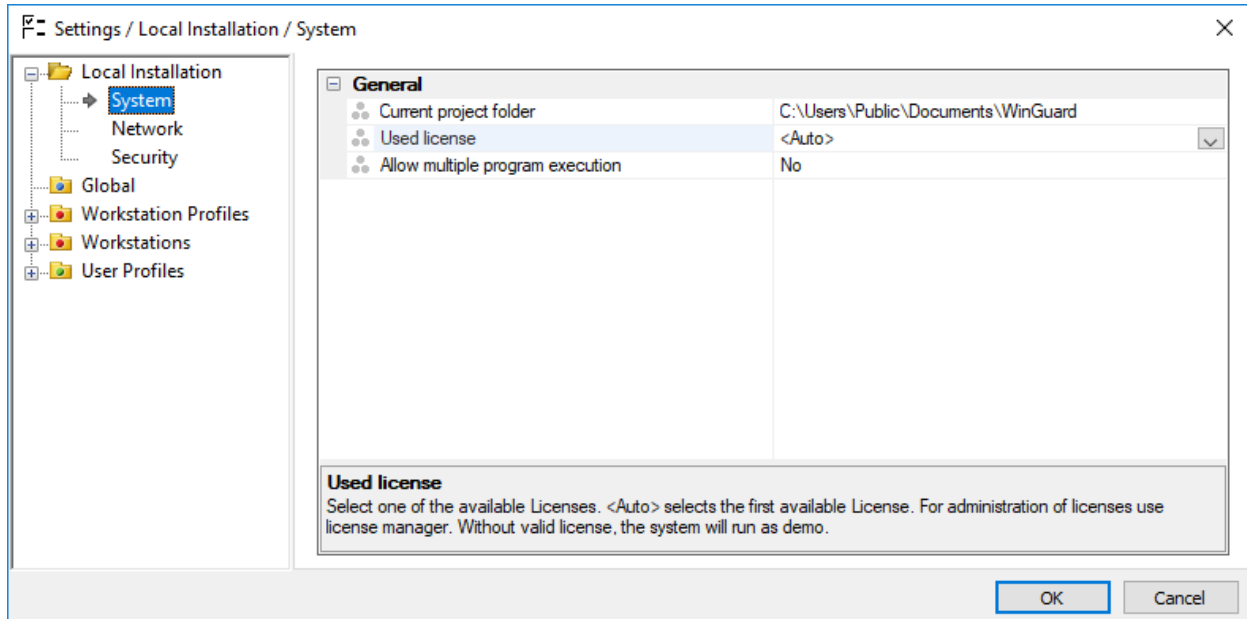 Settings / Local Installation / System
Local Installation
System
Network
Security
Global
Workstation Profiles
Workstations
User Profiles
General
Current project folder C:\Users\Public\Documents\WinGuard
Used license <Auto>
Allow multiple program execution No
Used license
Select one of the available Licenses. <Auto> selects the first available License. For administration of licenses use
license manager. Without valid license, the system will run as demo.
OK Cancel